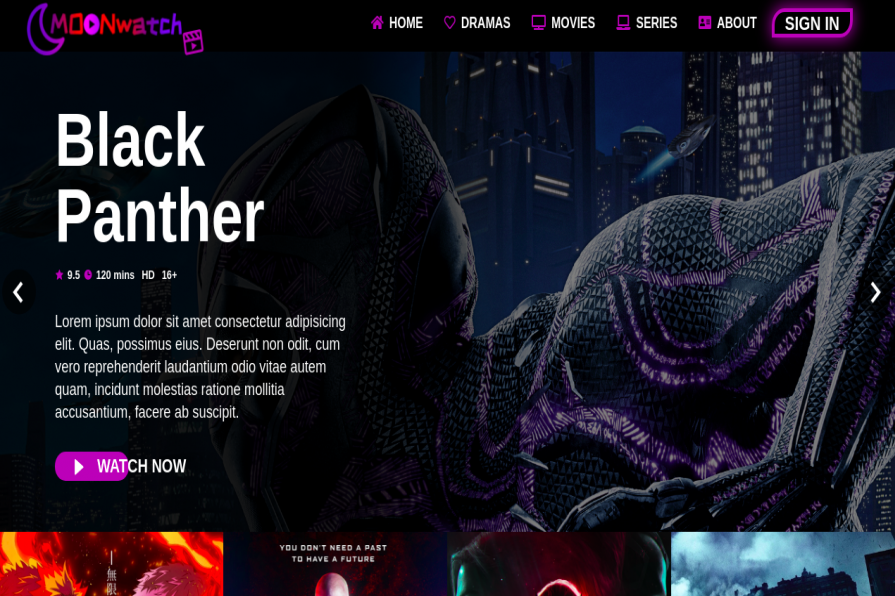 MOONwatch
HOME
DRAMAS
MOVIES
SERIES
ABOUT
SIGN IN
Black
Panther
9.5 120 mins HD 16+
Lorem ipsum dolor sit amet consectetur adipisicing
elit. Quas, possimus eius. Deserunt non odit, cum
vero reprehenderit laudantium odio vitae autem
quam, incidunt molestias ratione mollitia
accusantium, facere ab suscipit.
WATCH NOW
YOU DON'T NEED A PAST
TO HAVE A FUTURE